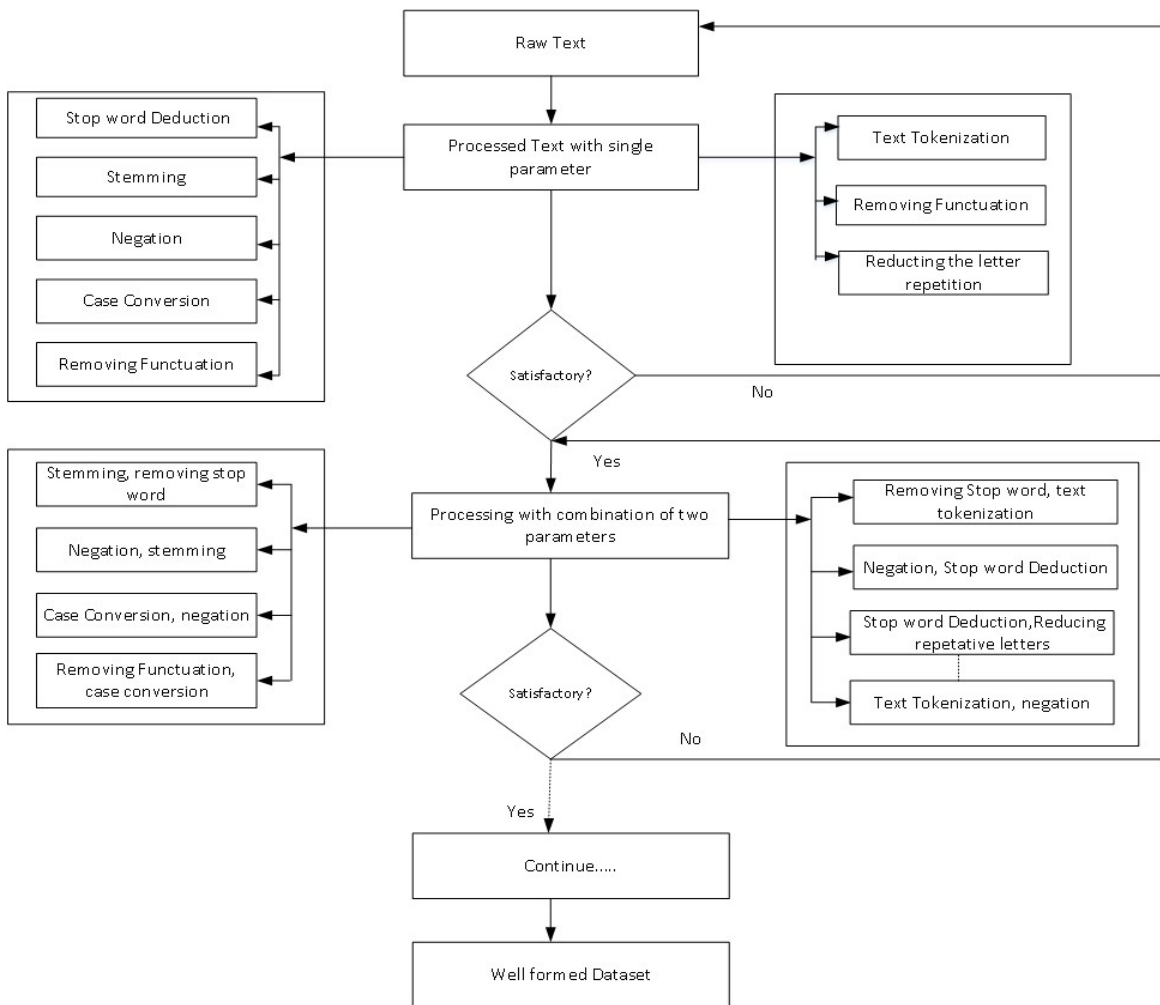 Raw Text
Stop word Deduction
Stemming
Negation
Case Conversion
Removing Functuation
Processed Text with single
parameter
Text Tokenization
Removing Functuation
Reducting the letter
repetition
Satisfactory?
No
Yes
Stemming, removing stop
word
Negation, stemming
Case Conversion, negation
Removing Functuation,
case conversion
Processing with combination of two
parameters
Removing Stop word, text
tokenization
Negation, Stop word Deduction
Stop word Deduction,Reducing
repetative letters
Text Tokenization, negation
Satisfactory?
No
Yes
Continue.....
Well formed Dataset